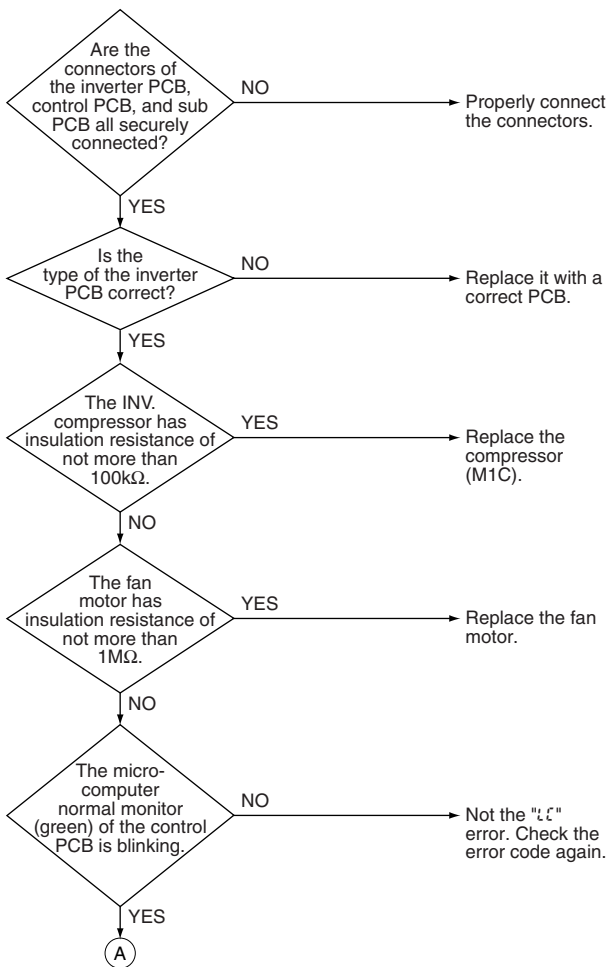 Are the
connectors of
the inverter PCB,
control PCB, and sub
PCB all securely
connected?
NO
Properly connect
the connectors.
YES
Is the
type of the inverter
PCB correct?
NO
Replace it with a
correct PCB.
YES
The INV.
compressor has
insulation resistance of
not more than
100kΩ.
YES
Replace the
compressor
(M1C).
NO
The fan
motor has
insulation resistance of
not more than
1MΩ.
YES
Replace the fan
motor.
NO
The micro-
computer
normal monitor
(green) of the control
PCB is blinking.
NO
Not the "LC"
error. Check the
error code again.
YES
A